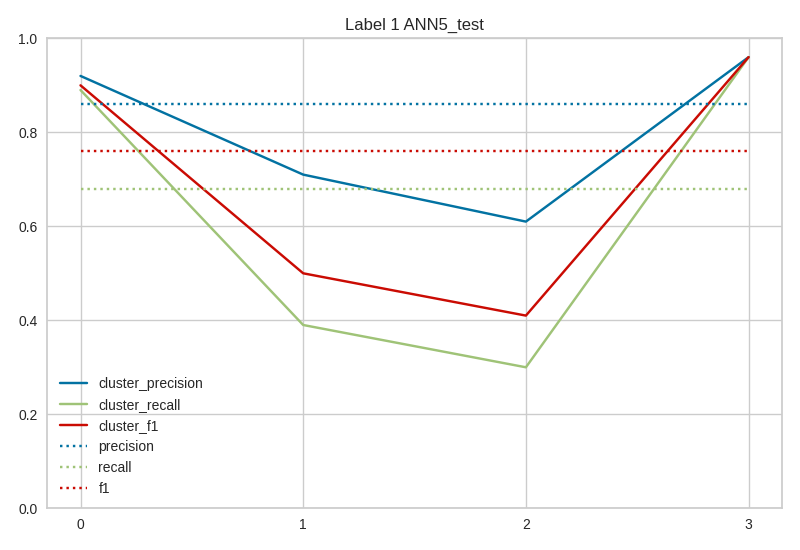 Label 1 ANN5_test
1.0
0.8
0.6
0.4
0.2
0.0
cluster_precision
cluster_recall
cluster_f1
precision
recall
f1
0 1 2 3